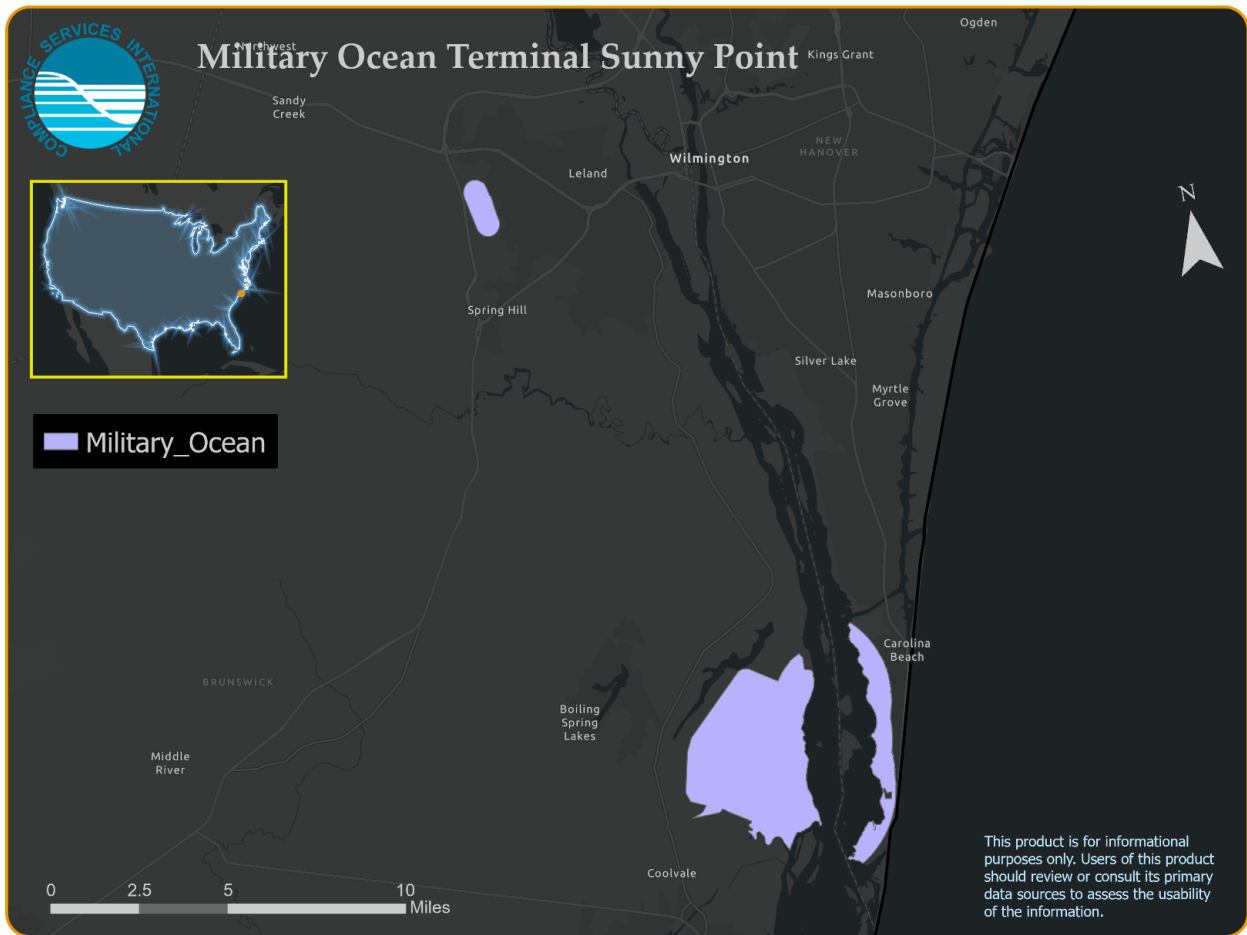 COMPLIANCE SERVICES INTERNATIONAL
Northwest
Military Ocean Terminal Sunny Point
Ogden
Kings Grant
Sandy
Creek
NEW
HANOVER
Wilmington
Leland
N
Masonboro
Spring Hill
Silver Lake
Myrtle
Grove
Military_Ocean
Carolina
Beach
BRUNSWICK
Boiling
Spring
Lakes
Middle
River
Coolvale
0 2.5 5 10
Miles
This product is for informational
purposes only. Users of this product
should review or consult its primary
data sources to assess the usability
of the information.